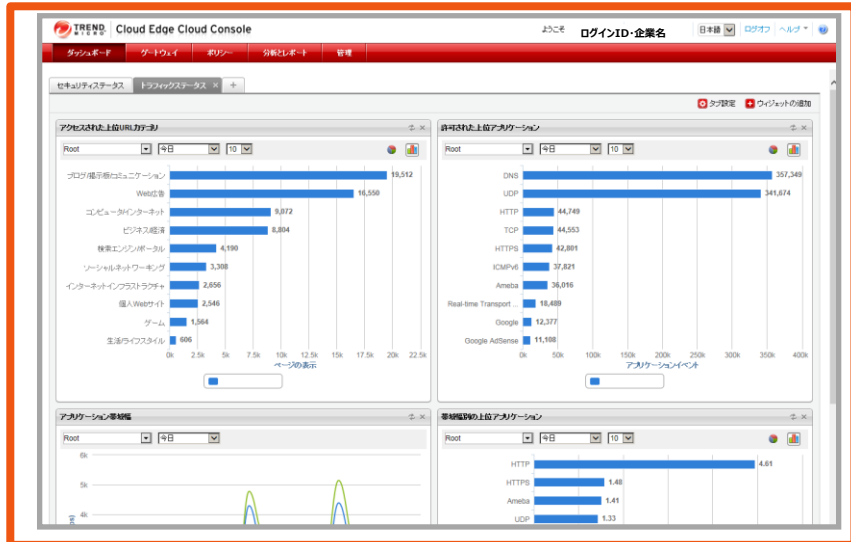 TREND MICRO Cloud Edge Cloud Console
ようこそ ログインID・企業名 日本語 ログオフ ヘルプ
ダッシュボード ゲートウェイ ポリシー 分析とレポート 管理
セキュリティステータス トラフィックステータス × +
タブ設定 ウィジェットの追加
アクセスされた上位URLカテゴリ
Root 今日 10
ブログ/掲示板/コミュニケーション 19,512
Web広告 16,550
コンピュータ/インターネット 9,072
ビジネス/経済 8,804
検索エンジン/ポータル 4,190
ソーシャルネットワーキング 3,308
インターネットインフラストラクチャ 2,656
個人Webサイト 2,546
ゲーム 1,564
生活/ライフスタイル 606
0k 2.5k 5k 7.5k 10k 12.5k 15k 17.5k 20k 22.5k
ページの表示
許可された上位アプリケーション
Root 今日 10
DNS 357,349
UDP 341,674
HTTP 44,749
TCP 44,553
HTTPS 42,801
ICMPv6 37,821
Ameba 36,016
Real-time Transport ... 18,489
Google 12,377
Google AdSense 11,108
0k 50k 100k 150k 200k 250k 300k 350k 400k
アプリケーションイベント
アプリケーション帯域幅
Root 今日
6k
5k
4k
帯域幅別の上位アプリケーション
Root 今日 10
HTTP 4.61
HTTPS 1.48
Ameba 1.41
UDP 1.33